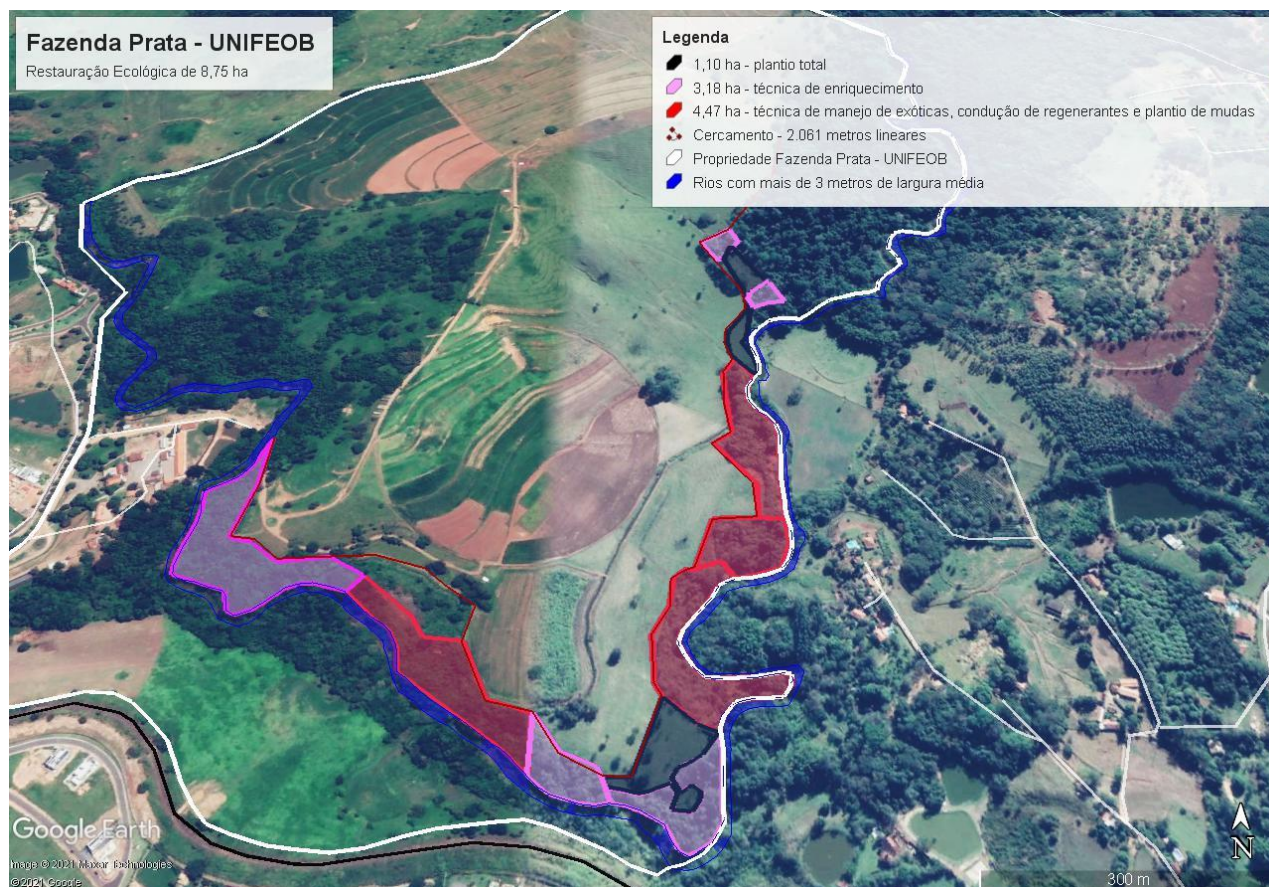 Fazenda Prata - UNIFEOB
Restauração Ecológica de 8,75 ha
Legenda
1,10 ha - plantio total
3,18 ha - técnica de enriquecimento
4,47 ha - técnica de manejo de exóticas, condução de regenerantes e plantio de mudas
Cercamento - 2.061 metros lineares
Propriedade Fazenda Prata - UNIFEOB
Rios com mais de 3 metros de largura média
Google Earth
Image © 2021 Maxar Technologies
©2021 Google
N
300 m